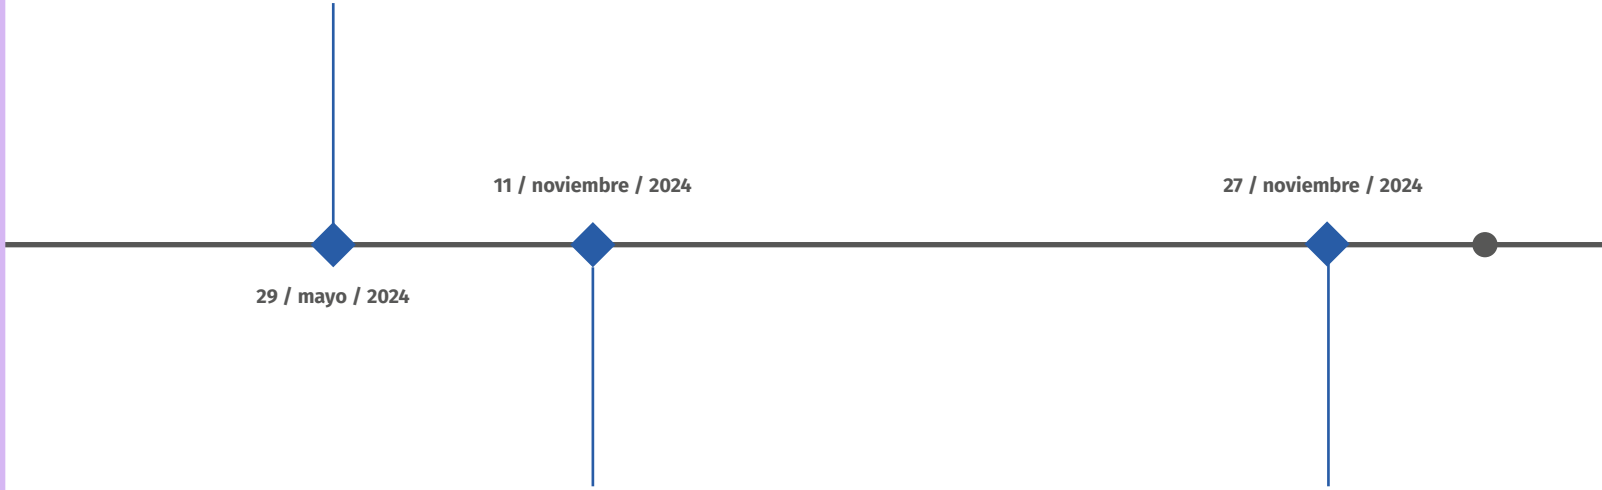 11 / noviembre / 2024
27 / noviembre / 2024
29 / mayo / 2024